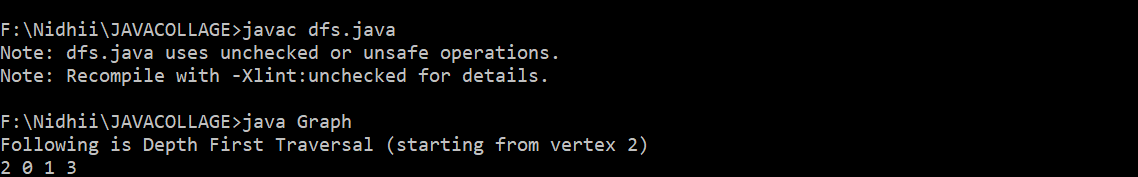 F:\Nidhii\JAVACOLLAGE>javac dfs.java
Note: dfs.java uses unchecked or unsafe operations.
Note: Recompile with -Xlint:unchecked for details.
F:\Nidhii\JAVACOLLAGE>java Graph
Following is Depth First Traversal (starting from vertex 2)
2 0 1 3